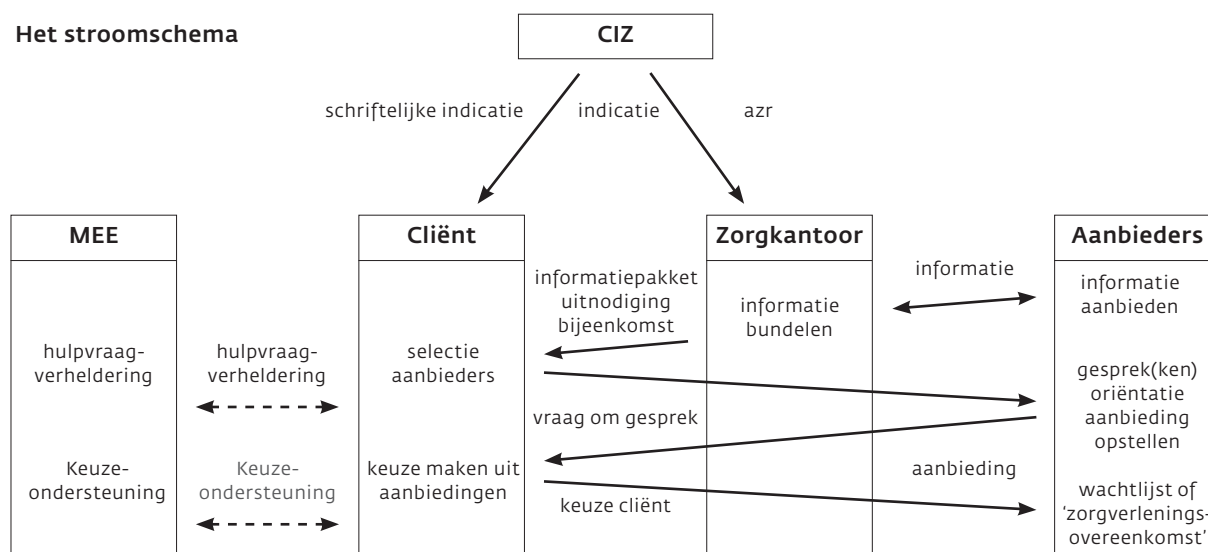 Het stroomschema
CIZ
schriftelijke indicatie
indicatie
azr
MEE
Cliënt
Zorgkantoor
Aanbieders
hulpvraag-
verheldering
hulpvraag-
verheldering
selectie
aanbieders
informatiepakket
uitnodiging
bijeenkomst
informatie
bundelen
informatie
informatie
aanbieden
gesprek(ken)
oriëntatie
aanbieding
opstellen
vraag om gesprek
Keuze-
ondersteuning
Keuze-
ondersteuning
keuze maken uit
aanbiedingen
keuze cliënt
aanbieding
wachtlijst of
‘zorgverlenings-
overeenkomst’